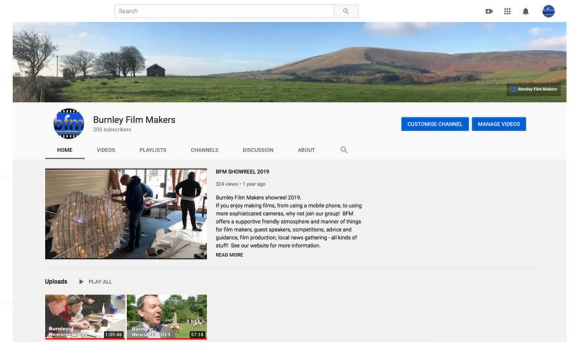 Search
Burnley Film Makers
bfm
Burnley Film Makers
200 subscribers
CUSTOMISE CHANNEL
MANAGE VIDEOS
HOME
VIDEOS
PLAYLISTS
CHANNELS
DISCUSSION
ABOUT
BFM SHOWREEL 2019
324 views • 1 year ago
Burnley Film Makers showreel 2019.
If you enjoy making films, from using a mobile phone, to using
more sophisticated cameras, why not join our group! BFM
offers a supportive friendly atmosphere and manner of things
for film makers, guest speakers, competitions, advice and
guidance, film production, local news gathering - all kinds of
stuff! See our website for more information.
READ MORE
Uploads
PLAY ALL
Burnley
1:05:46
57:18